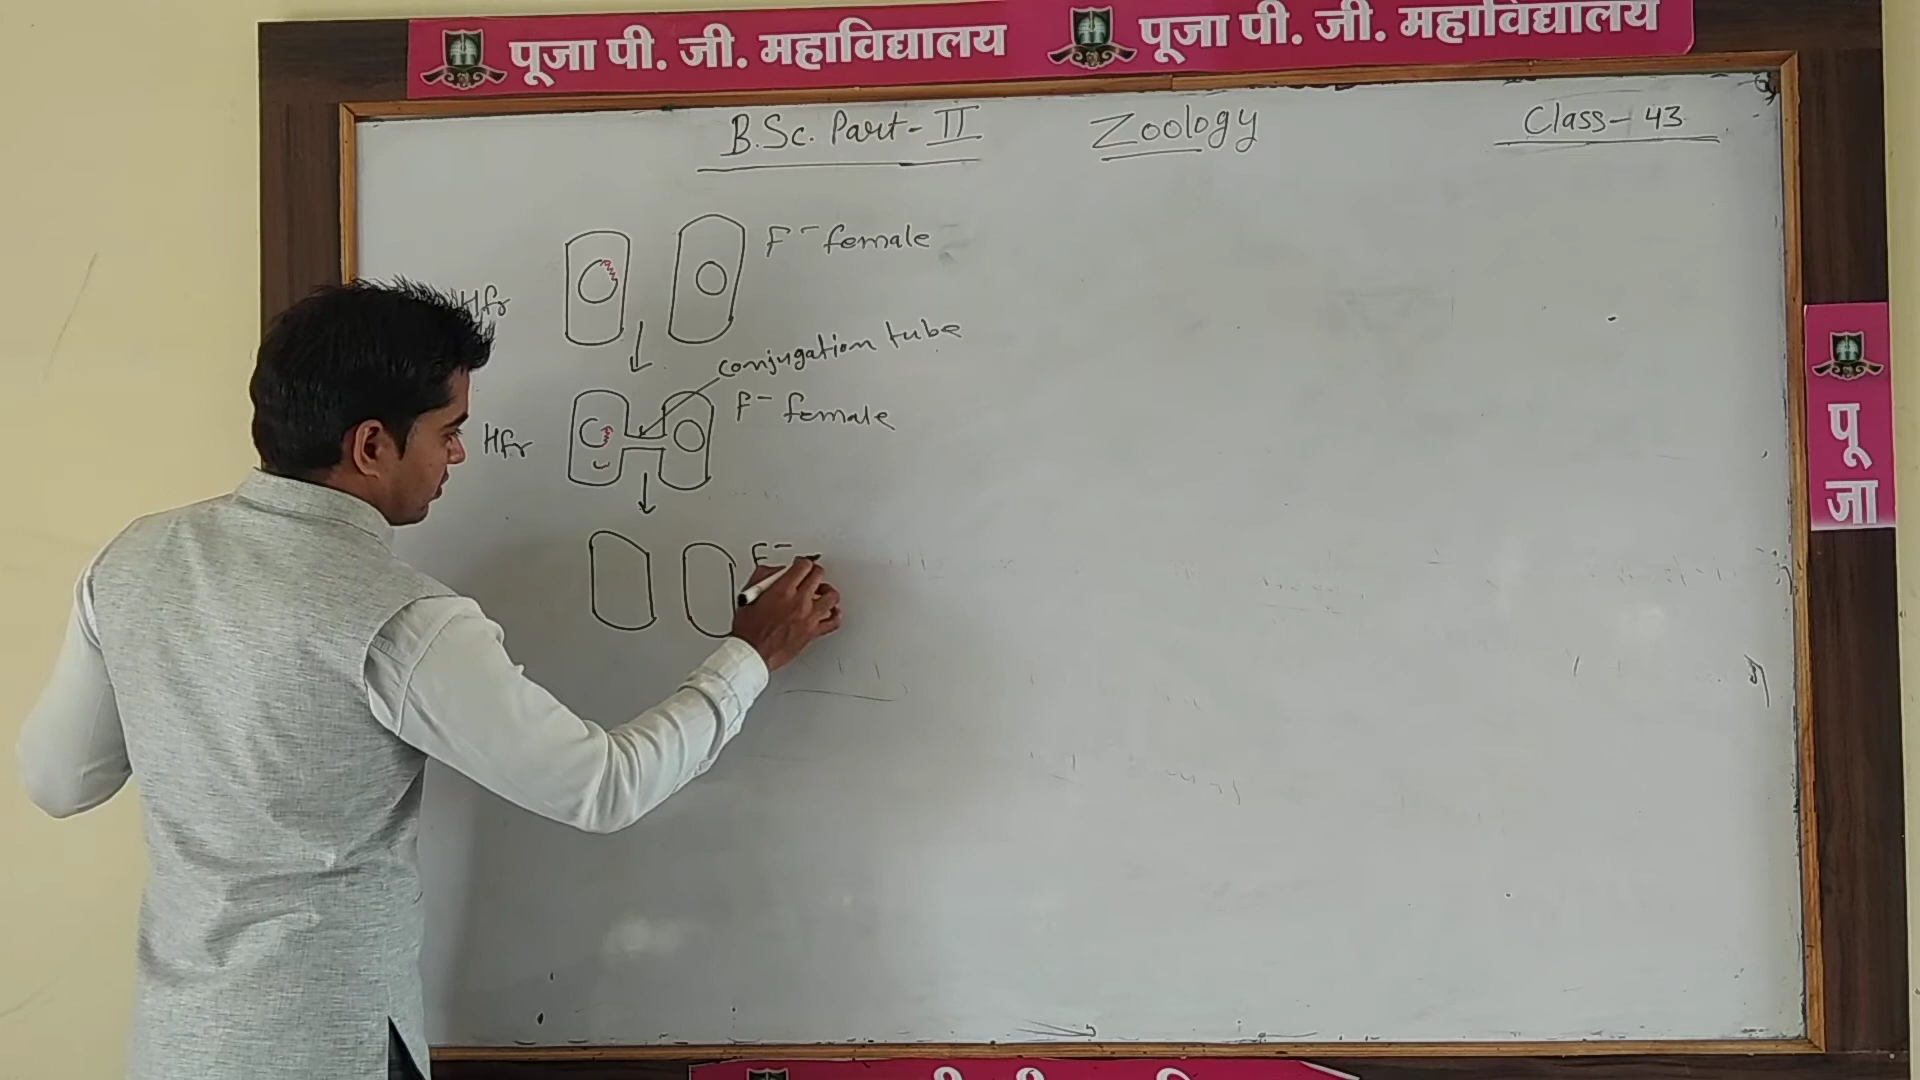 पूजा पी. जी. महाविद्यालय पूजा पी. जी. महाविद्यालय
B.Sc. Part-II Zoology Class-43
F⁻ female
Hfr
conjugation tube
F⁻ female
Hfr
F⁻
पू
जा